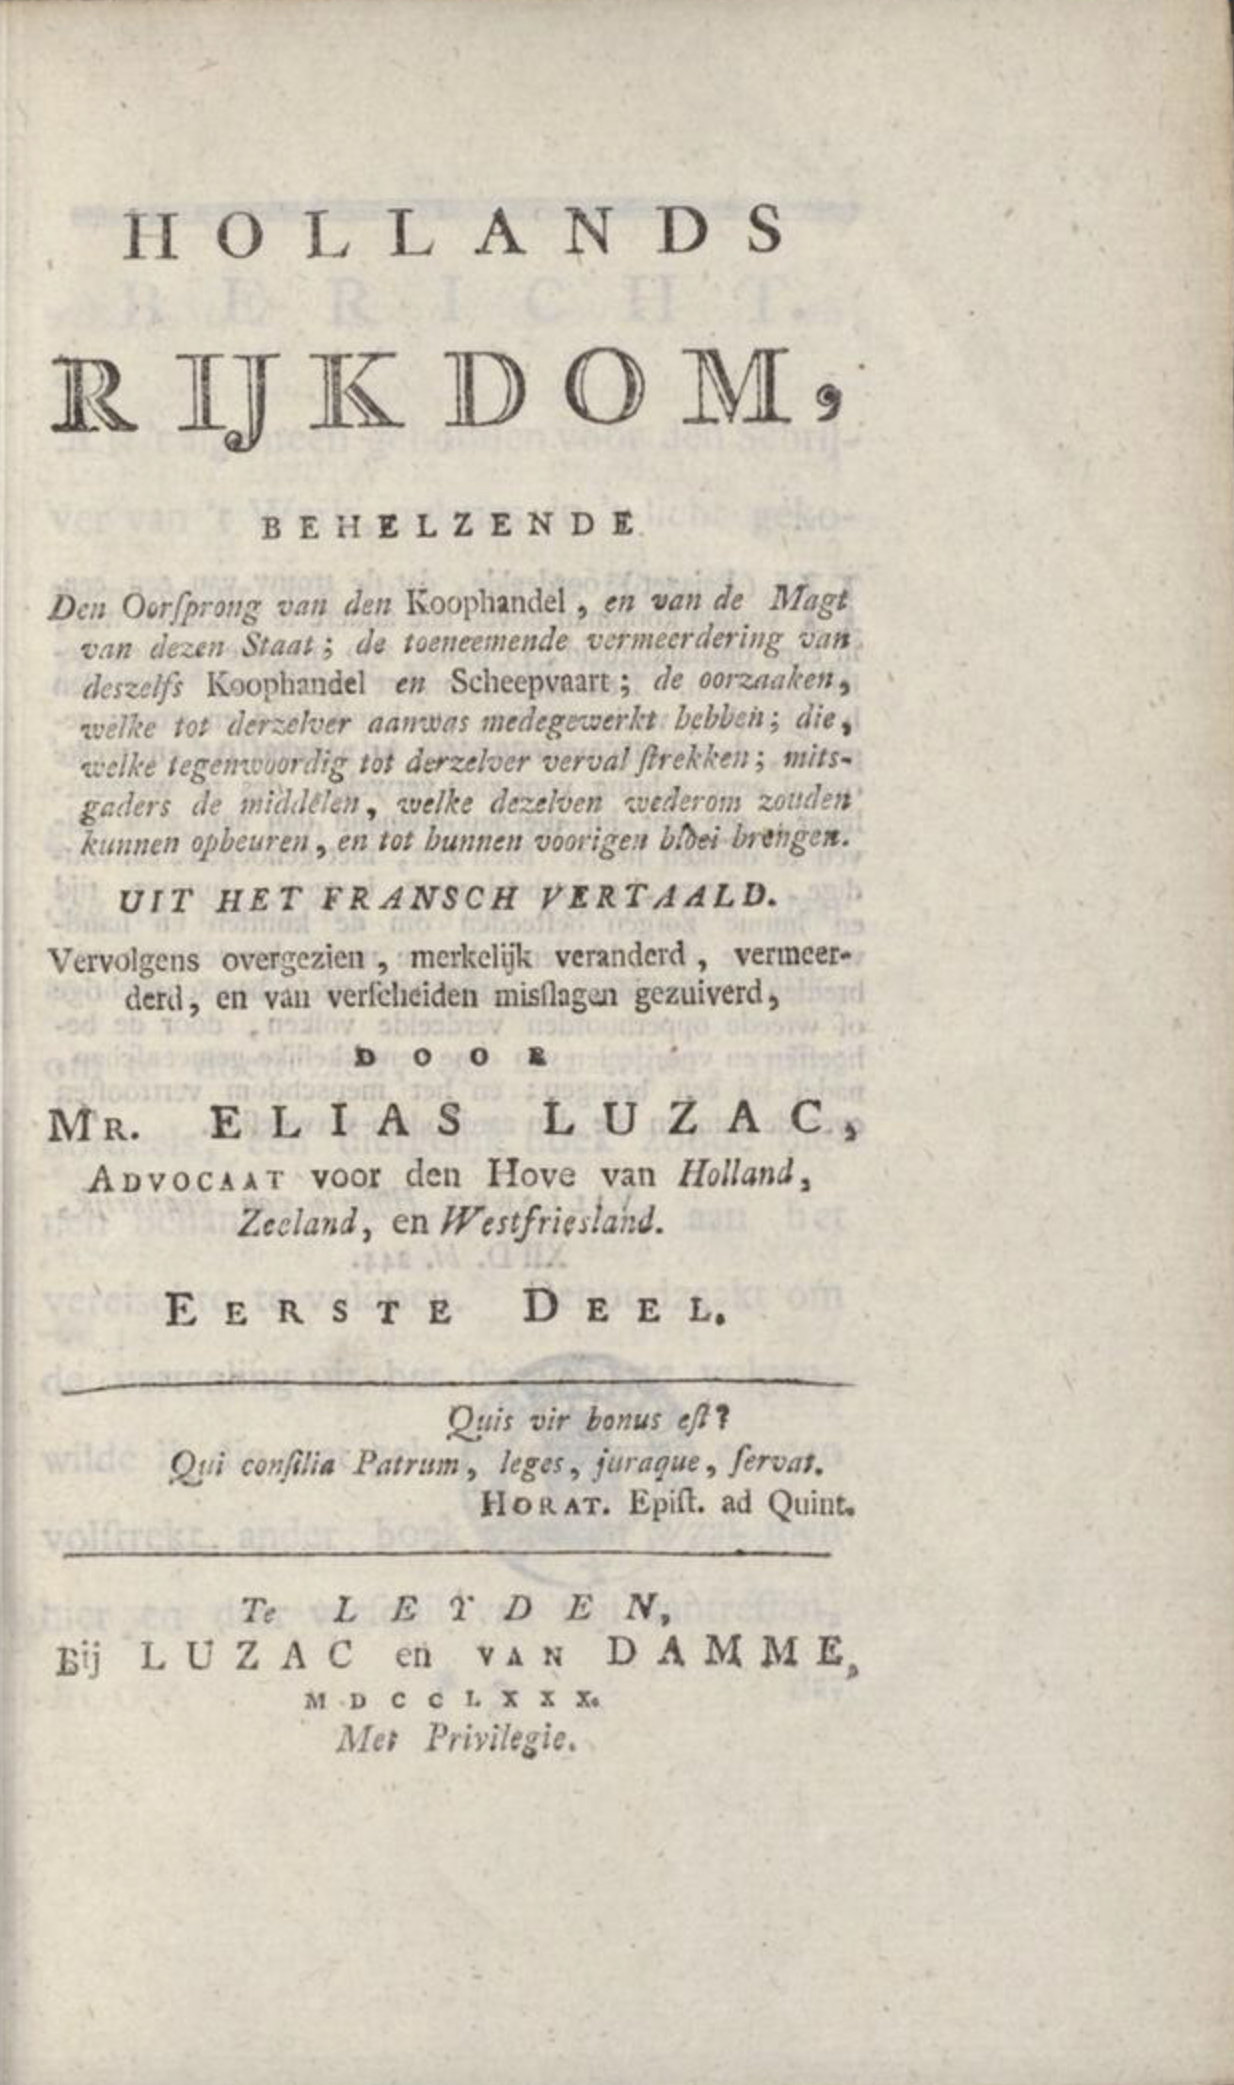 HOLLANDS
RIJKDOM,
BEHELZENDE
Den Oorſprong van den Koophandel, en van de Magt
van dezen Staat; de toeneemende vermeerdering van
deszelfs Koophandel en Scheepvaart; de oorzaaken,
welke tot derzelver aanwas medegewerkt hebben; die,
welke tegenwoordig tot derzelver verval ſtrekken; mits-
gaders de middelen, welke dezelven wederom zouden
kunnen opbeuren, en tot hunnen voorigen bloei brengen.
UIT HET FRANSCH VERTAALD.
Vervolgens overgezien, merkelijk veranderd, vermeer-
derd, en van verſcheiden misſlagen gezuiverd,
DOOR
MR. ELIAS LUZAC,
ADVOCAAT voor den Hove van Holland,
Zeeland, en Westfriesland.
EERSTE DEEL.
Quis vir bonus eſt?
Qui conſilia Patrum, leges, juraque, ſervat.
HORAT. Epiſt. ad Quint.
Te LEYDEN,
Bij LUZAC en VAN DAMME,
MDCCLXXX.
Met Privilegie.